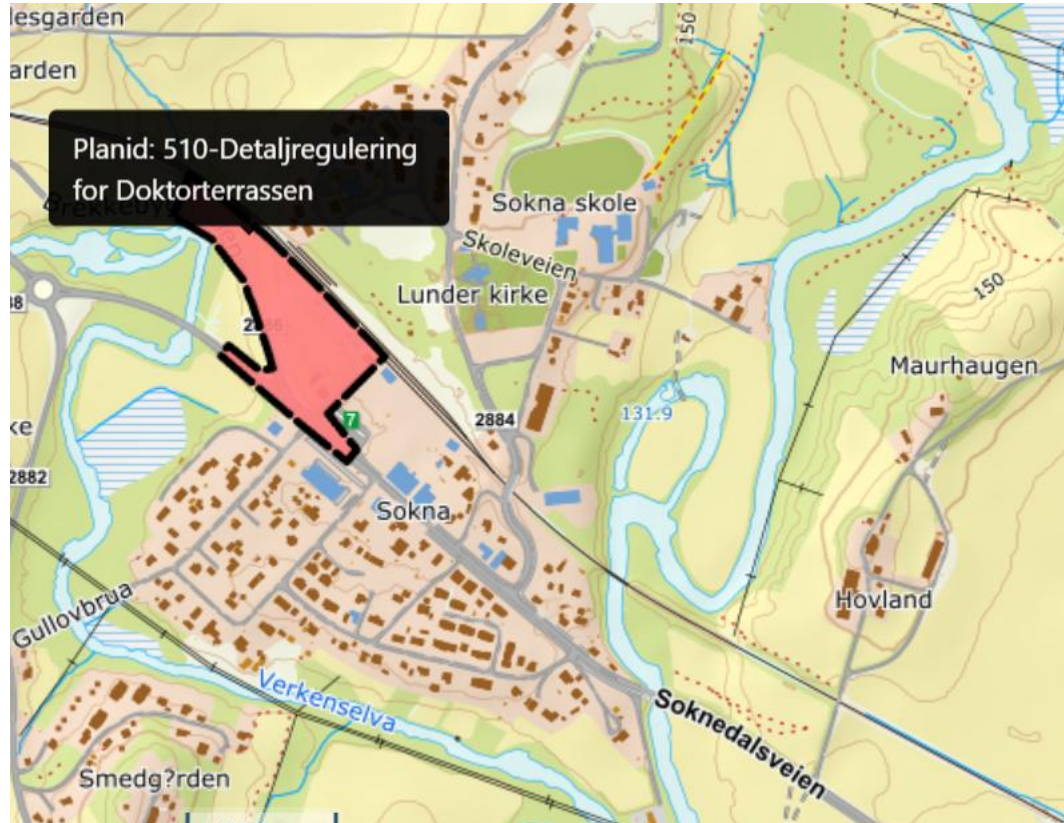 lesgarden
arden
150
Planid: 510-Detaljregulering
for Doktorterrassen
Sokna skole
Skoleveien
Lunder kirke
150
Maurhaugen
131.9
7
2884
2882
Sokna
Hovland
Gullovbrua
Verkenselva
Soknedalsveien
Smedg?rden